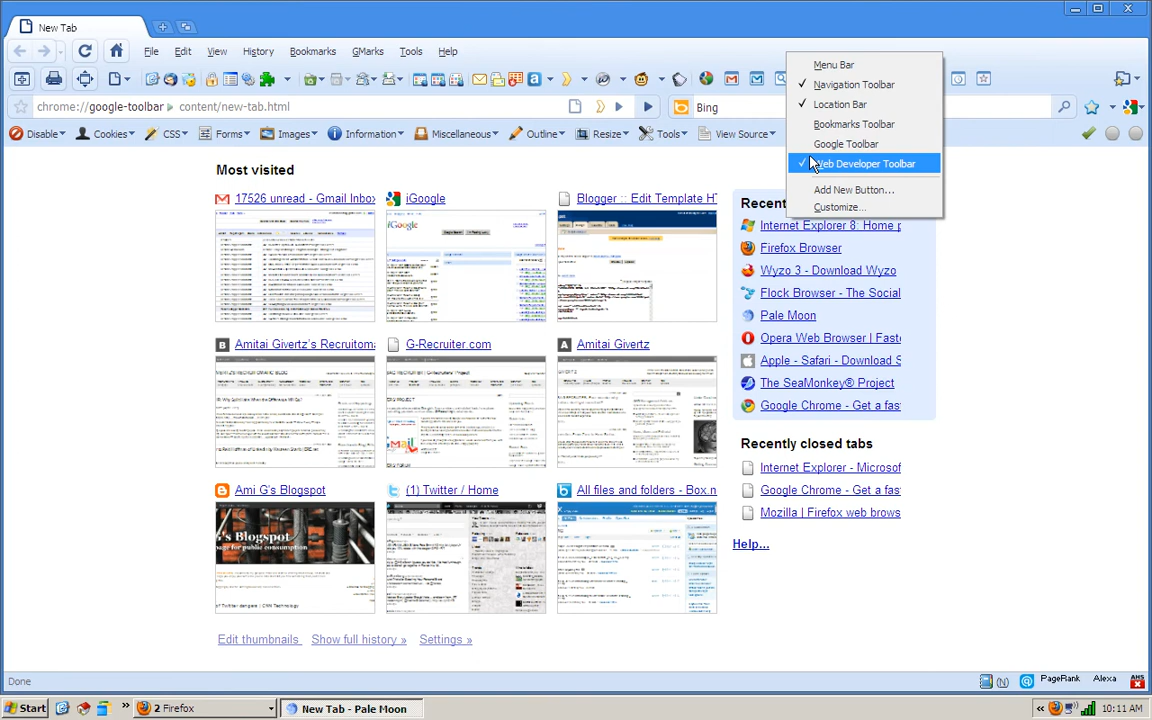 New Tab
File Edit View History Bookmarks GMarks Tools Help
chrome://google-toolbar content/new-tab.html
Bing
Disable Cookies CSS Forms Images Information Miscellaneous Outline Resize Tools View Source
Menu Bar
Navigation Toolbar
Location Bar
Bookmarks Toolbar
Google Toolbar
Web Developer Toolbar
Add New Button...
Customize...
Most visited
17526 unread - Gmail Inbox
iGoogle
Blogger :: Edit Template HT
Amitai Givertz's Recruitoma
G-Recruiter.com
Amitai Givertz
Ami G's Blogspot
(1) Twitter / Home
All files and folders - Box.n
Edit thumbnails Show full history » Settings »
Recent
Internet Explorer 8: Home p
Firefox Browser
Wyzo 3 - Download Wyzo
Flock Browser - The Social
Pale Moon
Opera Web Browser | Faste
Apple - Safari - Download S
The SeaMonkey® Project
Google Chrome - Get a fas
Recently closed tabs
Internet Explorer - Microsof
Google Chrome - Get a fas
Mozilla | Firefox web brows
Help...
Done
PageRank Alexa
Start
2 Firefox
New Tab - Pale Moon
10:11 AM